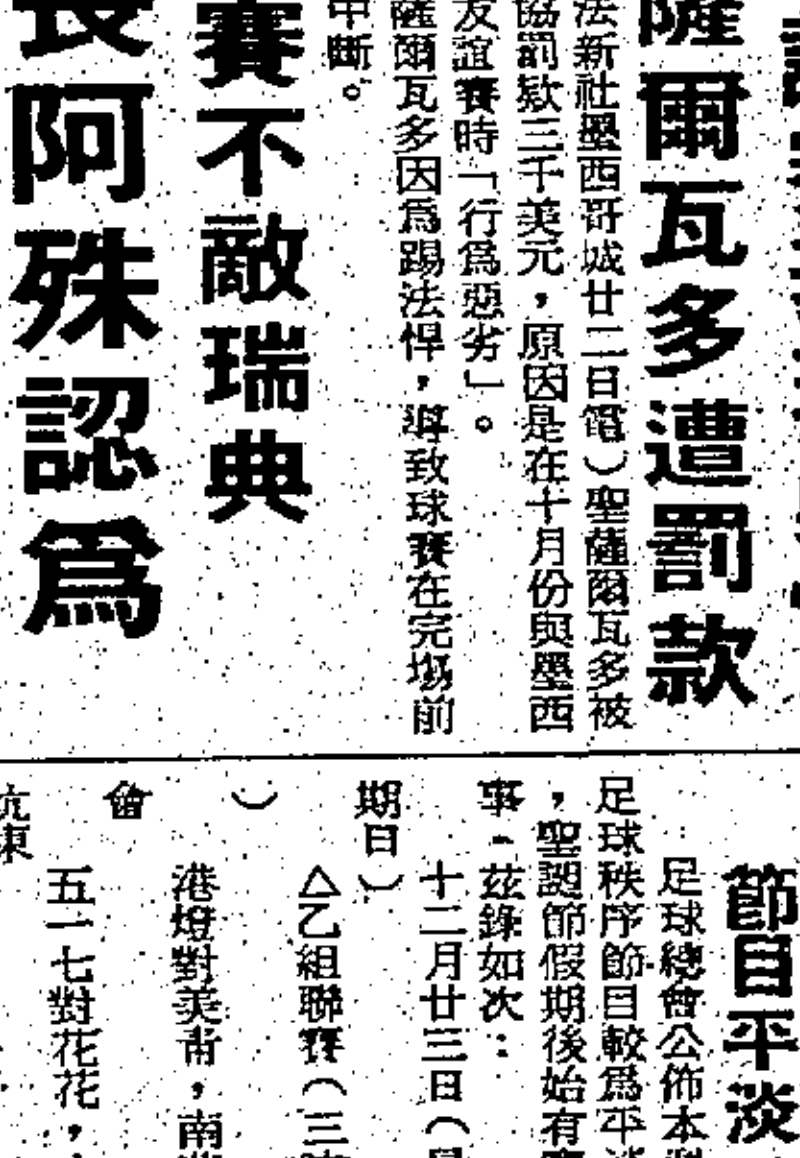 薩爾瓦多遭罰款
法新社墨西哥城廿二日電）聖薩爾瓦多被
協罰款三千美元，原因是在十月份與墨西
友誼賽時「行爲惡劣」。
薩爾瓦多因爲踢法悍，導致球賽在完場前
中斷。
賽不敵瑞典
長阿殊認爲
節目平淡
足球總會公佈本
足球秩序節目較爲平淡
，聖誕節假期後始有
事，茲錄如次：
十二月廿三日（星
期日）
△乙組聯賽（三時
）
港燈對美靑，南
會
五一七對花花，